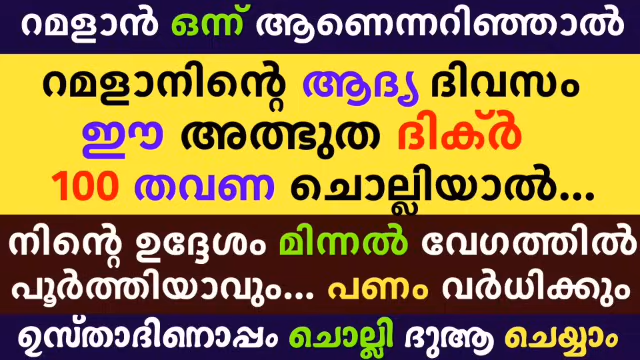 റമളാൻ ഒന്ന് ആണെന്നറിഞ്ഞാൽ
റമളാനിന്റെ ആദ്യ ദിവസം
ഈ അത്ഭുത ദിക്ർ
100 തവണ ചൊല്ലിയാൽ...
നിന്റെ ഉദ്ദേശം മിന്നൽ വേഗത്തിൽ
പൂർത്തിയാവും... പണം വർധിക്കും
ഉസ്താദിനൊപ്പം ചൊല്ലി ദുആ ചെയ്യാം